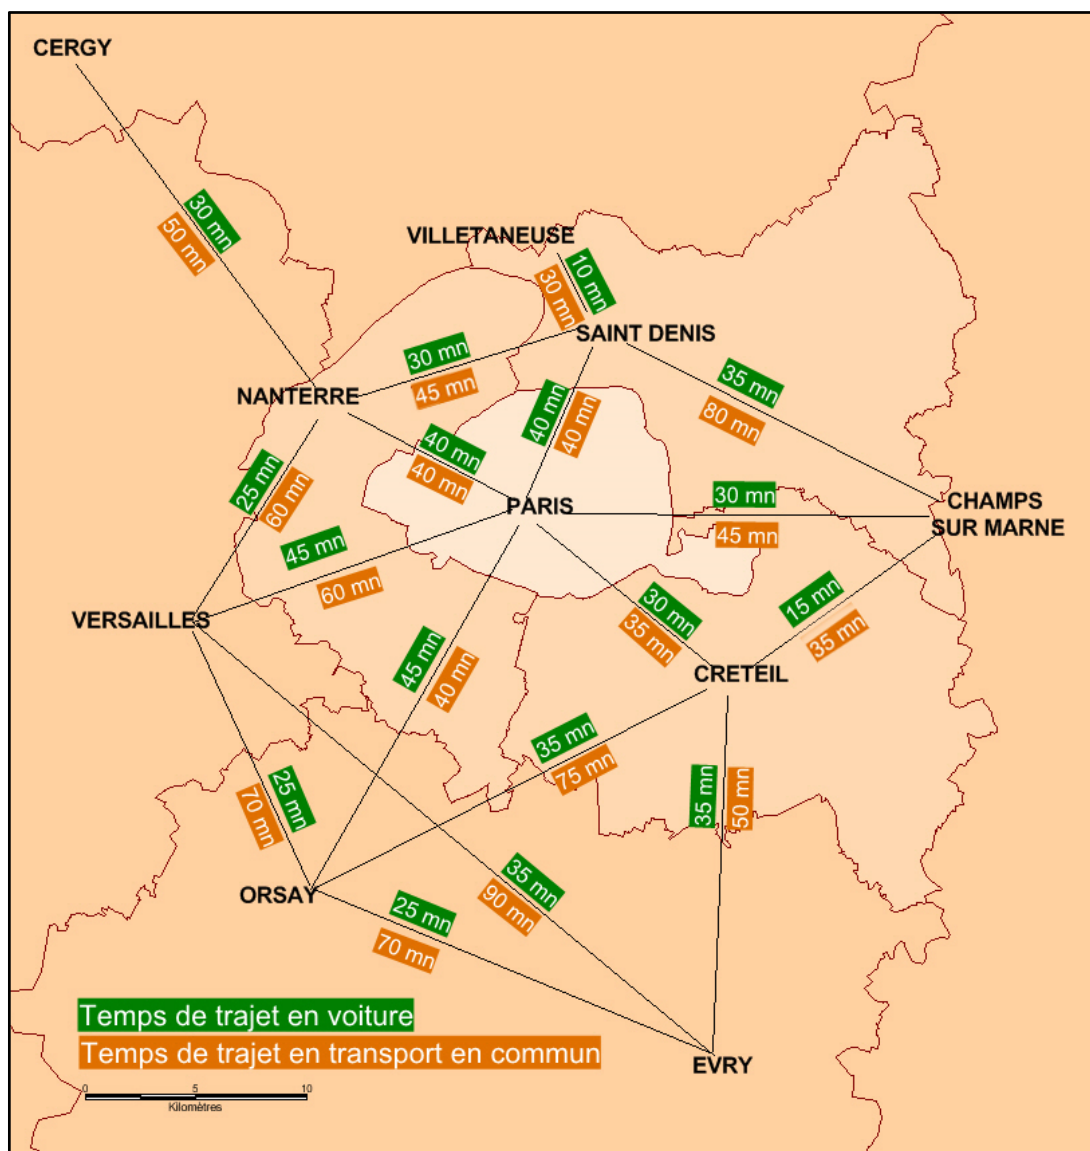 CERGY
30 mn
50 mn
VILLETANEUSE
10 mn
30 mn
SAINT DENIS
30 mn
45 mn
35 mn
80 mn
NANTERRE
40 mn
40 mn
40 mn
40 mn
25 mn
60 mn
PARIS
30 mn
45 mn
CHAMPS
SUR MARNE
45 mn
60 mn
VERSAILLES
30 mn
35 mn
15 mn
35 mn
45 mn
40 mn
CRETEIL
35 mn
75 mn
25 mn
70 mn
35 mn
50 mn
ORSAY
35 mn
90 mn
25 mn
70 mn
EVRY
Temps de trajet en voiture
Temps de trajet en transport en commun
0 5 10
Kilomètres